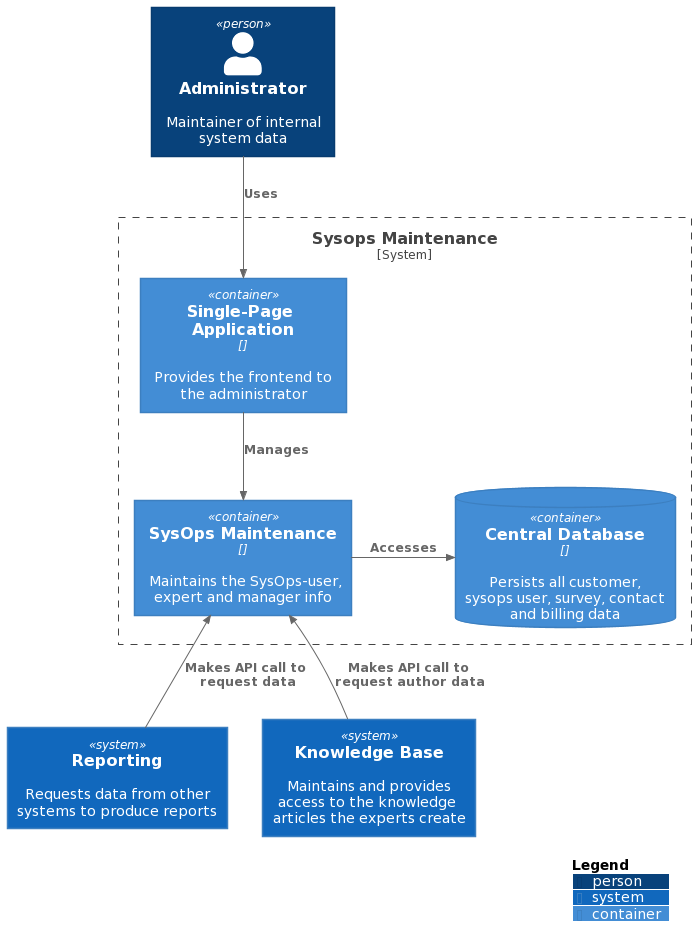 «person»
Administrator
Maintainer of internal
system data
Uses
Sysops Maintenance
[System]
«container»
Single-Page
Application
[]
Provides the frontend to
the administrator
Manages
«container»
SysOps Maintenance
[]
Maintains the SysOps-user,
expert and manager info
Accesses
«container»
Central Database
[]
Persists all customer,
sysops user, survey, contact
and billing data
Makes API call to
request data
Makes API call to
request author data
«system»
Reporting
Requests data from other
systems to produce reports
«system»
Knowledge Base
Maintains and provides
access to the knowledge
articles the experts create
Legend
person
system
container